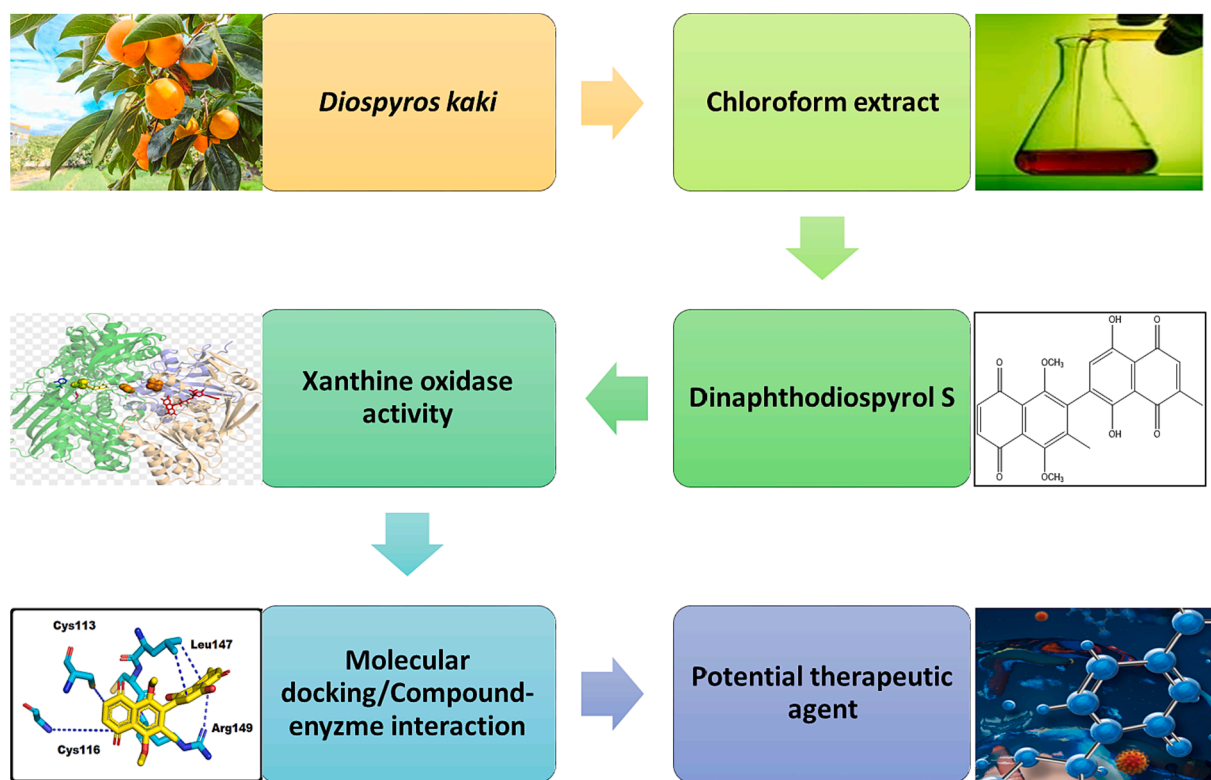 Diospyros kaki
Chloroform extract
Xanthine oxidase
activity
Dinaphthodiospyrol S
OH
O
O
O
OCH₃
OH
O
O
OCH₃
Cys113
Leu147
Arg149
Cys116
Molecular
docking/Compound-
enyzme interaction
Potential therapeutic
agent